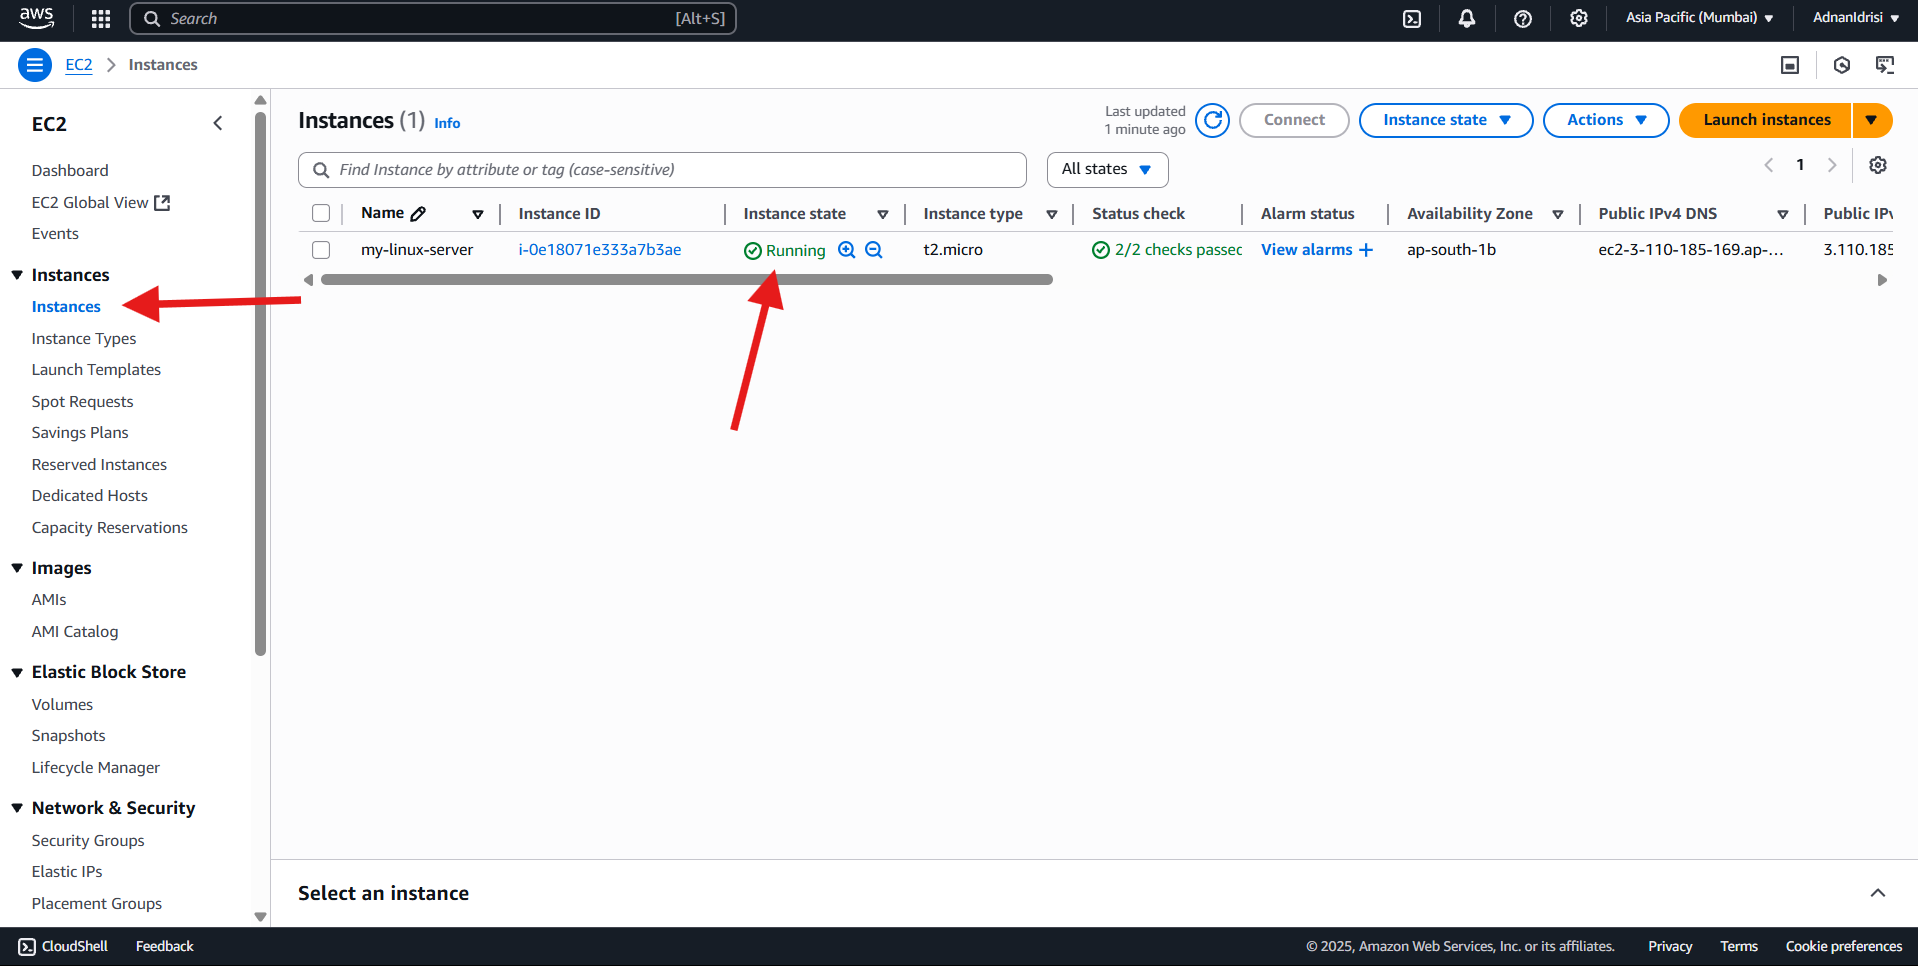 aws
Search [Alt+S]
Asia Pacific (Mumbai)
AdnanIdrisi
EC2
Instances
EC2
Dashboard
EC2 Global View
Events
Instances
Instances
Instance Types
Launch Templates
Spot Requests
Savings Plans
Reserved Instances
Dedicated Hosts
Capacity Reservations
Images
AMIs
AMI Catalog
Elastic Block Store
Volumes
Snapshots
Lifecycle Manager
Network & Security
Security Groups
Elastic IPs
Placement Groups
Instances (1) Info
Last updated
1 minute ago
Connect
Instance state
Actions
Launch instances
Find Instance by attribute or tag (case-sensitive)
All states
1
Name Instance ID Instance state Instance type Status check Alarm status Availability Zone Public IPv4 DNS Public IPv
my-linux-server i-0e18071e333a7b3ae Running t2.micro 2/2 checks passed View alarms + ap-south-1b ec2-3-110-185-169.ap-... 3.110.185
Select an instance
CloudShell Feedback © 2025, Amazon Web Services, Inc. or its affiliates. Privacy Terms Cookie preferences